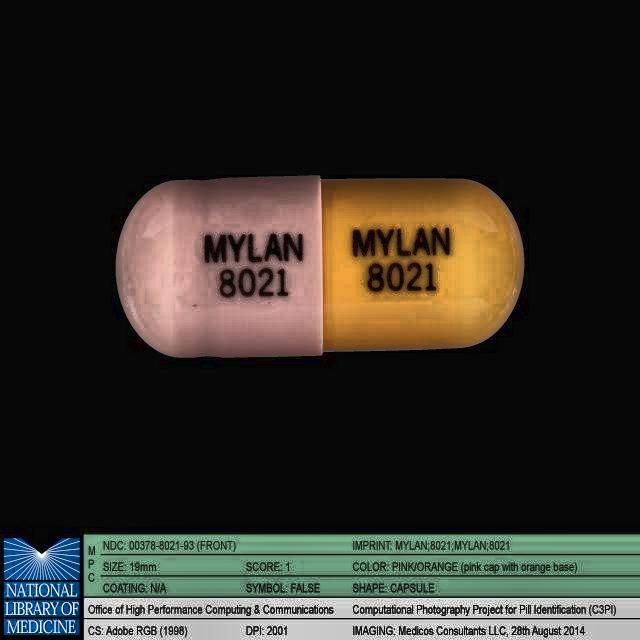 MYLAN
8021
MYLAN
8021
M P C
NDC: 00378-8021-93 (FRONT) IMPRINT: MYLAN;8021;MYLAN;8021
SIZE: 19mm SCORE: 1 COLOR: PINK/ORANGE (pink cap with orange base)
COATING: N/A SYMBOL: FALSE SHAPE: CAPSULE
NATIONAL
LIBRARY OF
MEDICINE
Office of High Performance Computing & Communications Computational Photography Project for Pill Identification (C3PI)
CS: Adobe RGB (1998) DPI: 2001 IMAGING: Medicos Consultants LLC, 28th August 2014